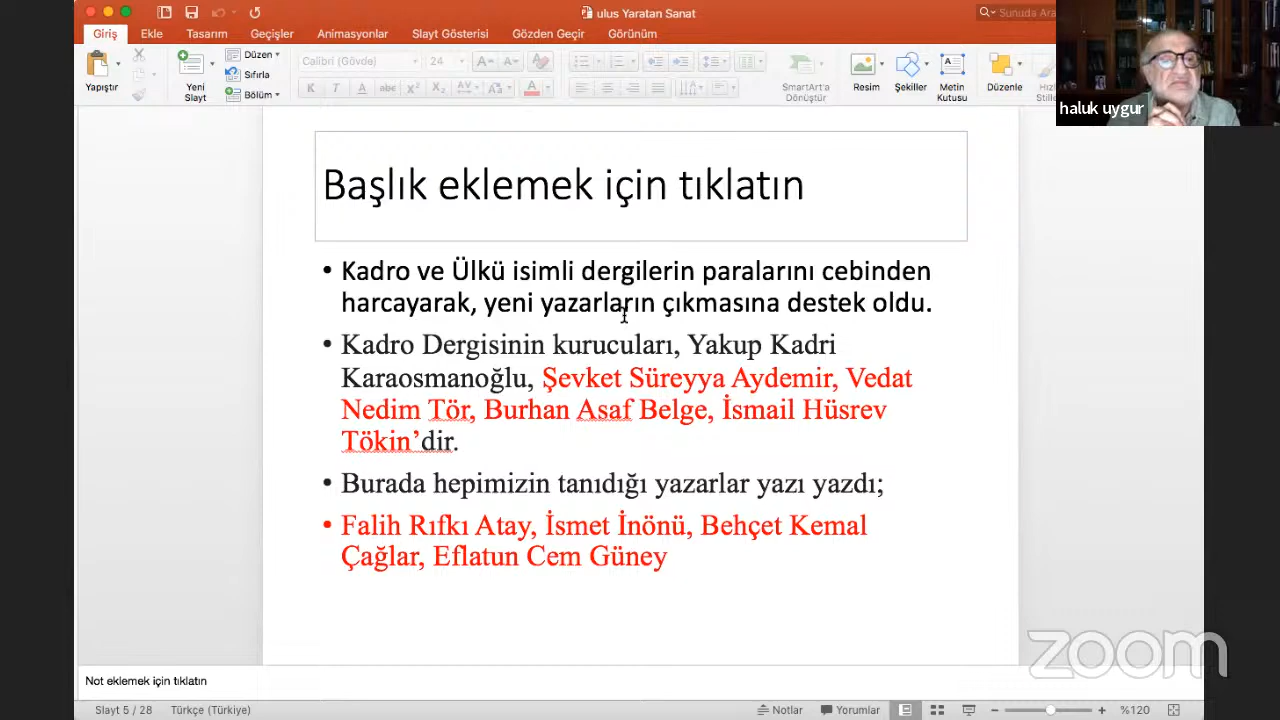 ulus Yaratan Sanat
Sunuda Ara
Giriş Ekle Tasarım Geçişler Animasyonlar Slayt Gösterisi Gözden Geçir Görünüm
Yapıştır
Yeni
Slayt
Düzen
Sıfırla
Bölüm
Calibri (Gövde) 24
SmartArt'a
Dönüştür
Resim
Şekiller
Metin
Kutusu
Düzenle
haluk uygur
Başlık eklemek için tıklatın
• Kadro ve Ülkü isimli dergilerin paralarını cebinden
harcayarak, yeni yazarların çıkmasına destek oldu.
• Kadro Dergisinin kurucuları, Yakup Kadri
Karaosmanoğlu, Şevket Süreyya Aydemir, Vedat
Nedim Tör, Burhan Asaf Belge, İsmail Hüsrev
Tökin’dir.
• Burada hepimizin tanıdığı yazarlar yazı yazdı;
• Falih Rıfkı Atay, İsmet İnönü, Behçet Kemal
Çağlar, Eflatun Cem Güney
zoom
Not eklemek için tıklatın
Slayt 5 / 28 Türkçe (Türkiye) Notlar Yorumlar %120